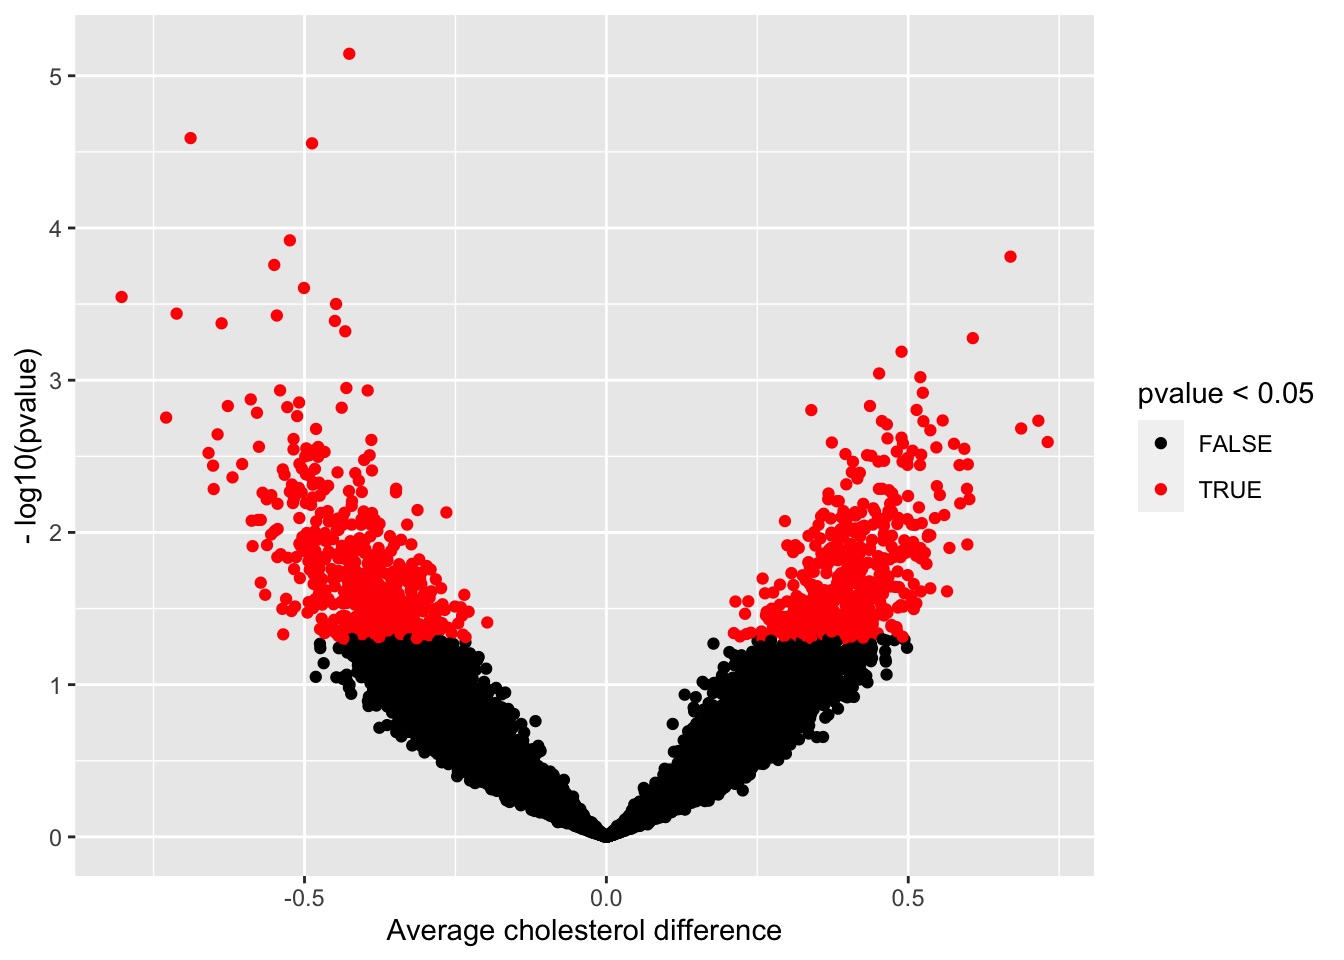 5
4
3
2
1
0
- log10(pvalue)
-0.5
0.0
0.5
Average cholesterol difference
pvalue < 0.05
FALSE
TRUE